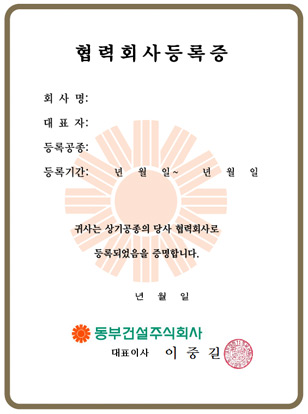 협력회사등록증
회 사 명:
대 표 자:
등록공종:
등록기간: 년 월 일~ 년 월 일
귀사는 상기공종의 당사 협력회사로
등록되었음을 증명합니다.
년 월 일
동부건설주식회사
대표이사 이 중 길